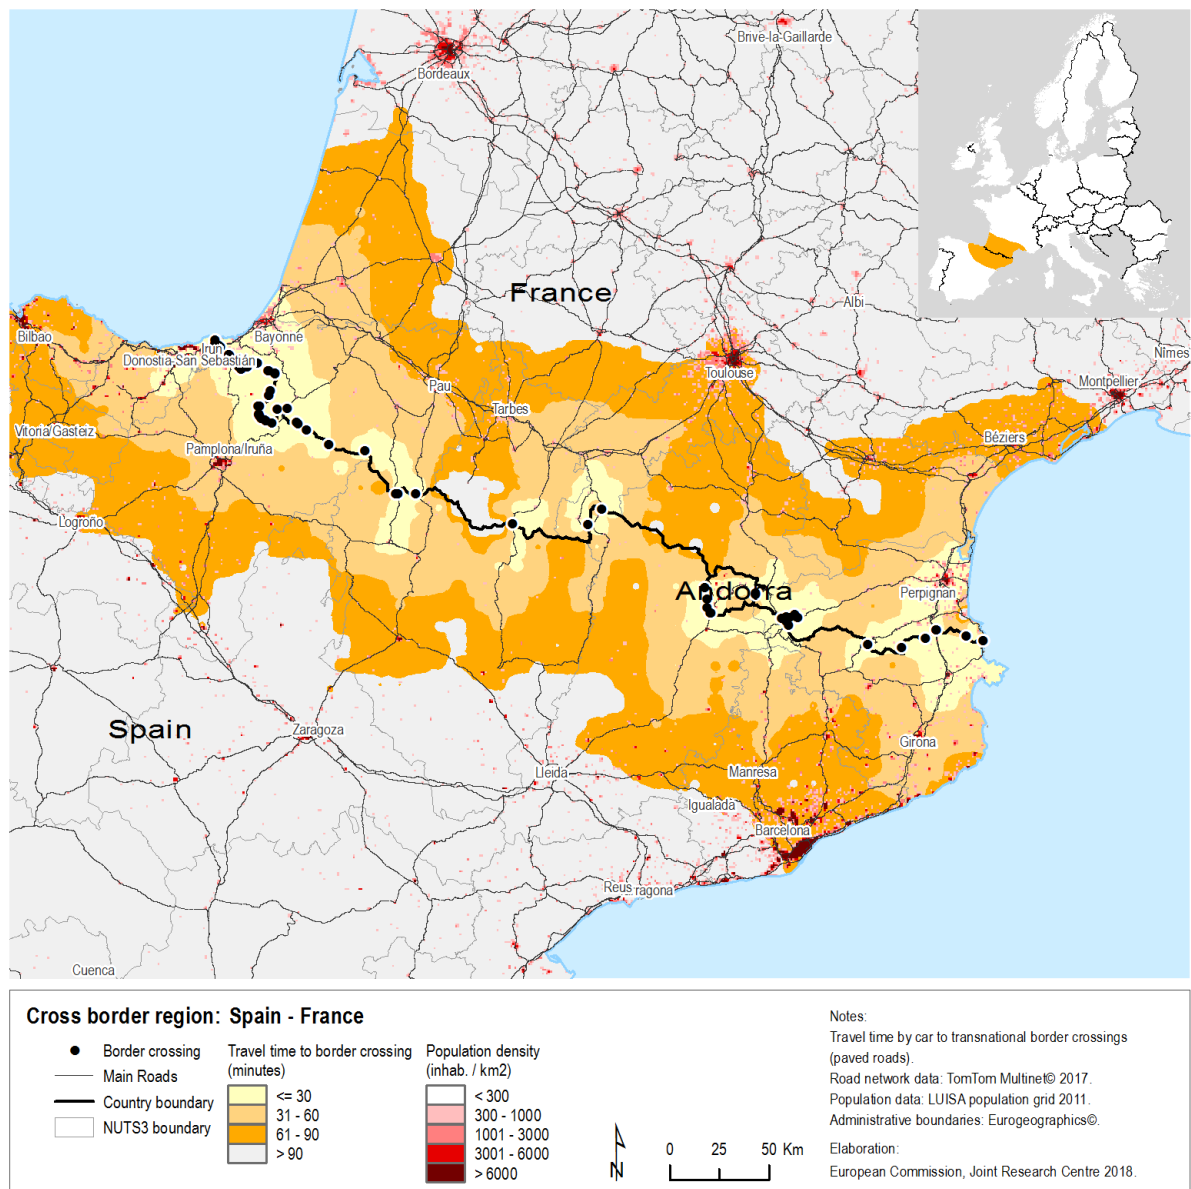 Brive-la-Gaillarde
Bordeaux
France
Albi
Bilbao
Bayonne
Irun
Donostia-San Sebastián
Toulouse
Nimes
Montpellier
Pau
Tarbes
Vitoria/Gasteiz
Pamplona/Iruña
Béziers
Logroño
Andorra
Perpignan
Spain
Zaragoza
Girona
Lleida
Manresa
Igualada
Barcelona
Reus
rragona
Cuenca
Cross border region: Spain - France
Border crossing
Main Roads
Country boundary
NUTS3 boundary
Travel time to border crossing
(minutes)
<= 30
31 - 60
61 - 90
> 90
Population density
(inhab. / km2)
< 300
300 - 1000
1001 - 3000
3001 - 6000
> 6000
N
0 25 50 Km
Notes:
Travel time by car to transnational border crossings
(paved roads).
Road network data: TomTom Multinet© 2017.
Population data: LUISA population grid 2011.
Administrative boundaries: Eurogeographics©.
Elaboration:
European Commission, Joint Research Centre 2018.